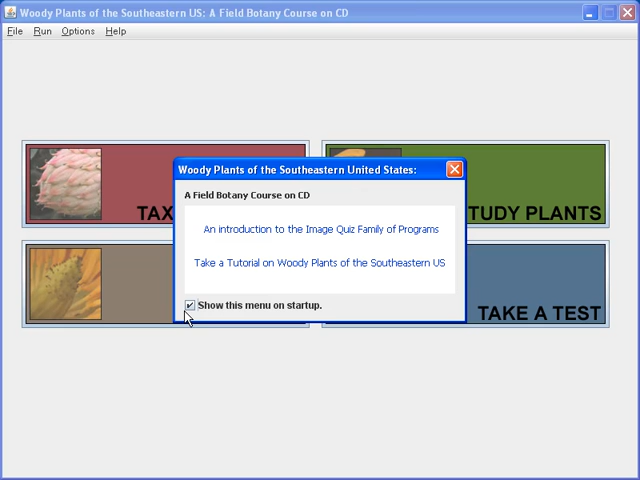 Woody Plants of the Southeastern US: A Field Botany Course on CD
File Run Options Help
TAX
TUDY PLANTS
Woody Plants of the Southeastern United States:
A Field Botany Course on CD
An introduction to the Image Quiz Family of Programs
Take a Tutorial on Woody Plants of the Southeastern US
Show this menu on startup.
TAKE A TEST